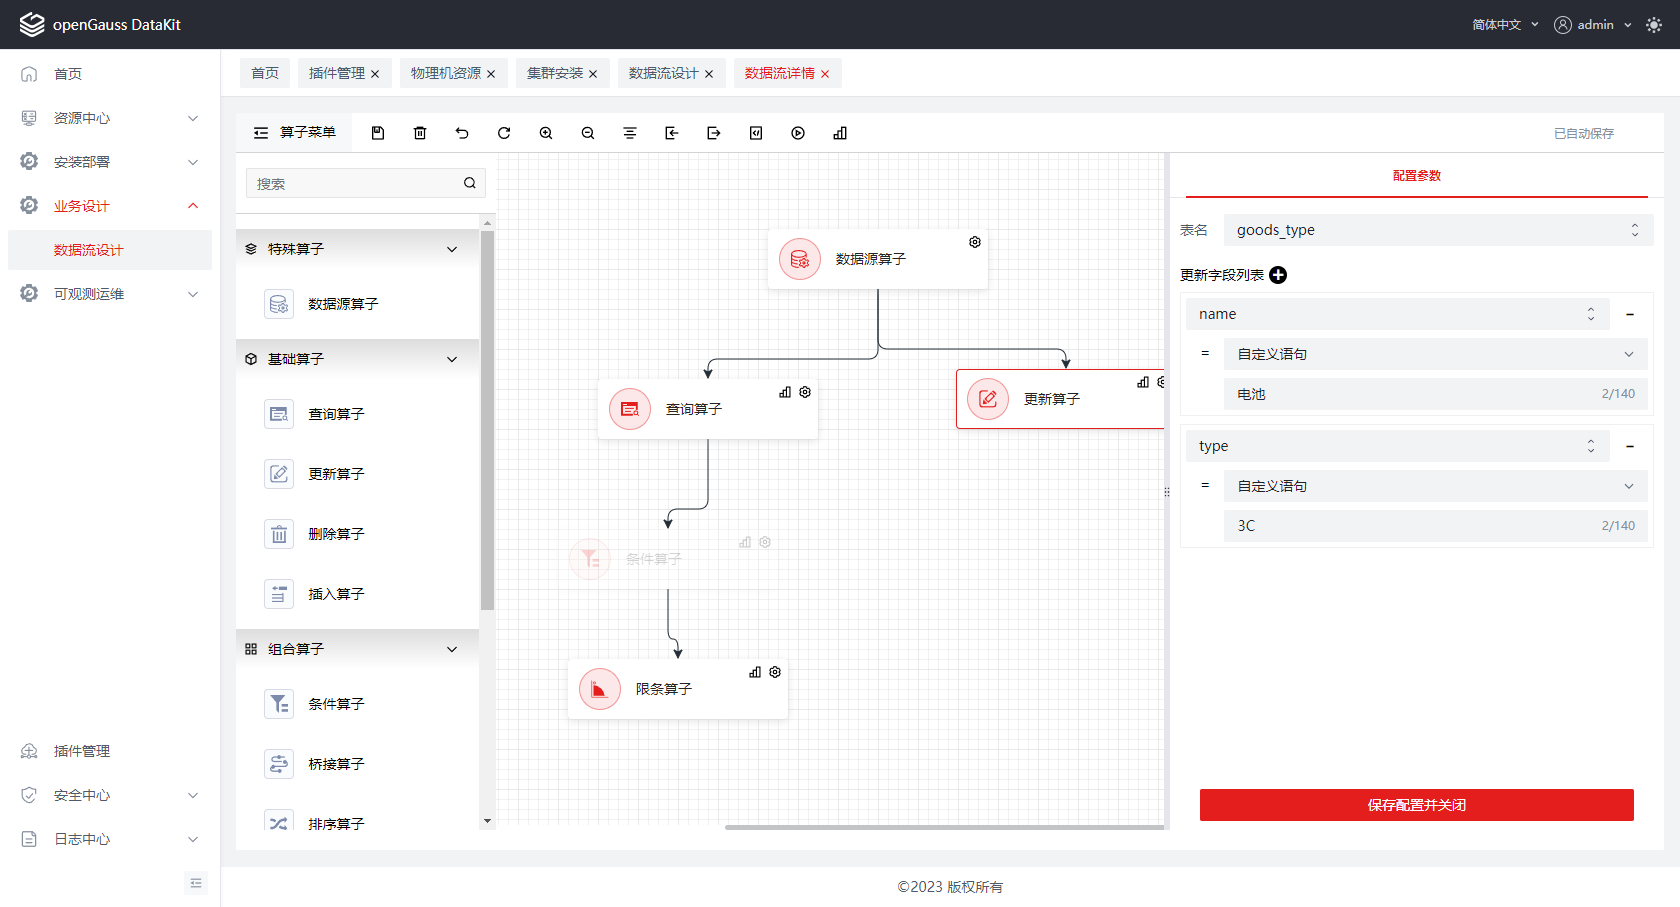 openGauss DataKit
简体中文
admin
首页
资源中心
安装部署
业务设计
数据流设计
可观测运维
插件管理
安全中心
日志中心
首页
插件管理
物理机资源
集群安装
数据流设计
数据流详情
算子菜单
已自动保存
搜索
特殊算子
数据源算子
基础算子
查询算子
更新算子
删除算子
插入算子
组合算子
条件算子
桥接算子
排序算子
数据源算子
查询算子
更新算子
条件算子
限条算子
配置参数
表名
goods_type
更新字段列表
name
=
自定义语句
电池
2/140
type
=
自定义语句
3C
2/140
保存配置并关闭
©2023 版权所有